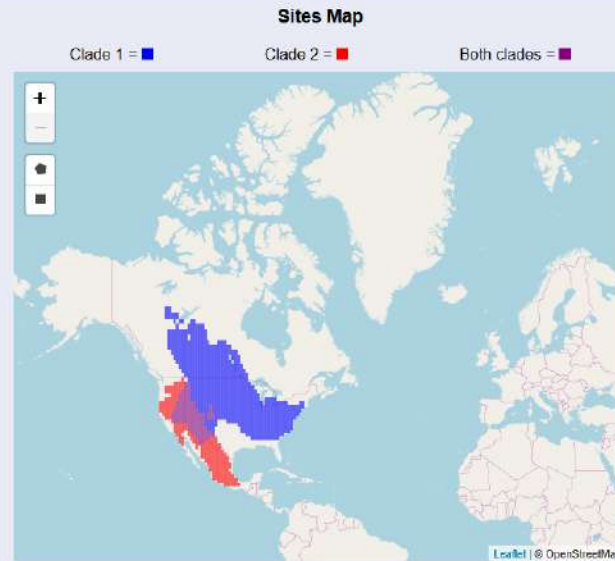 Sites Map
Clade 1 =
Clade 2 =
Both clades =
+
−
Leaflet | © OpenStreetMa